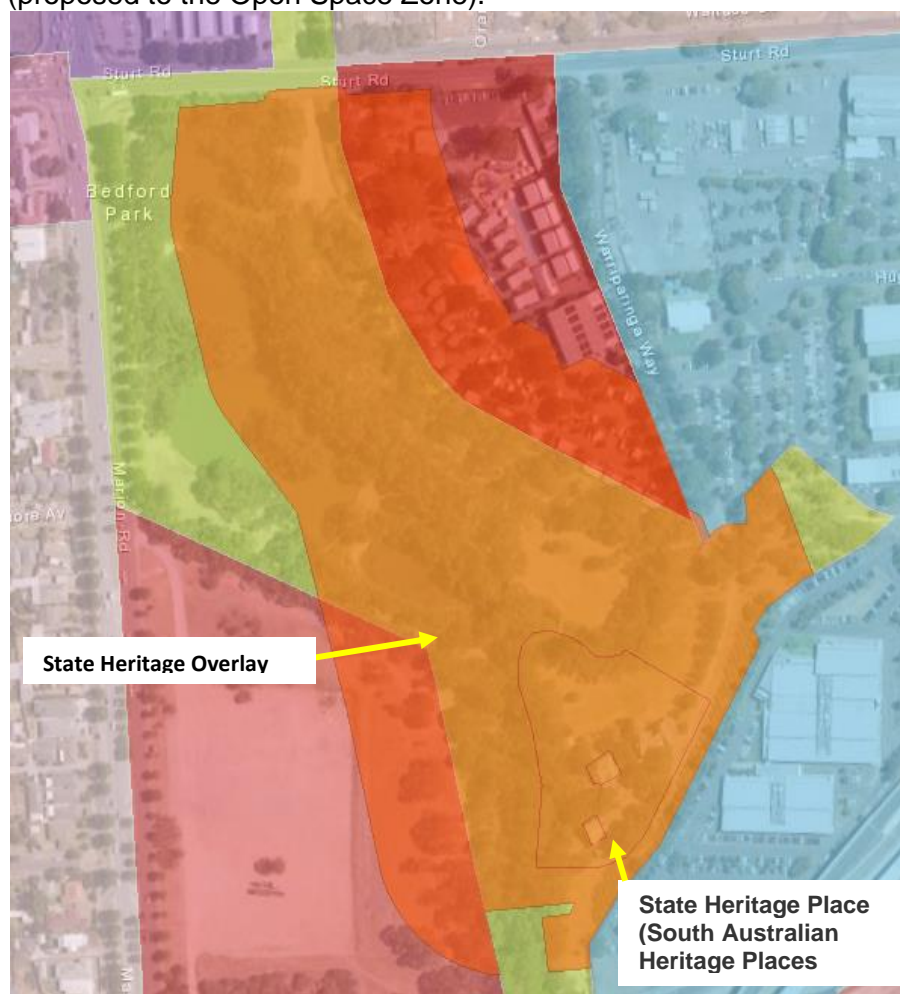 (proposed to the Open Space Zone).
Sturt Rd
Sturt Rd
Sturt Rd
Bedford
Park
Warriparinga Way
Marion Rd
State Heritage Overlay
State Heritage Place
(South Australian
Heritage Places